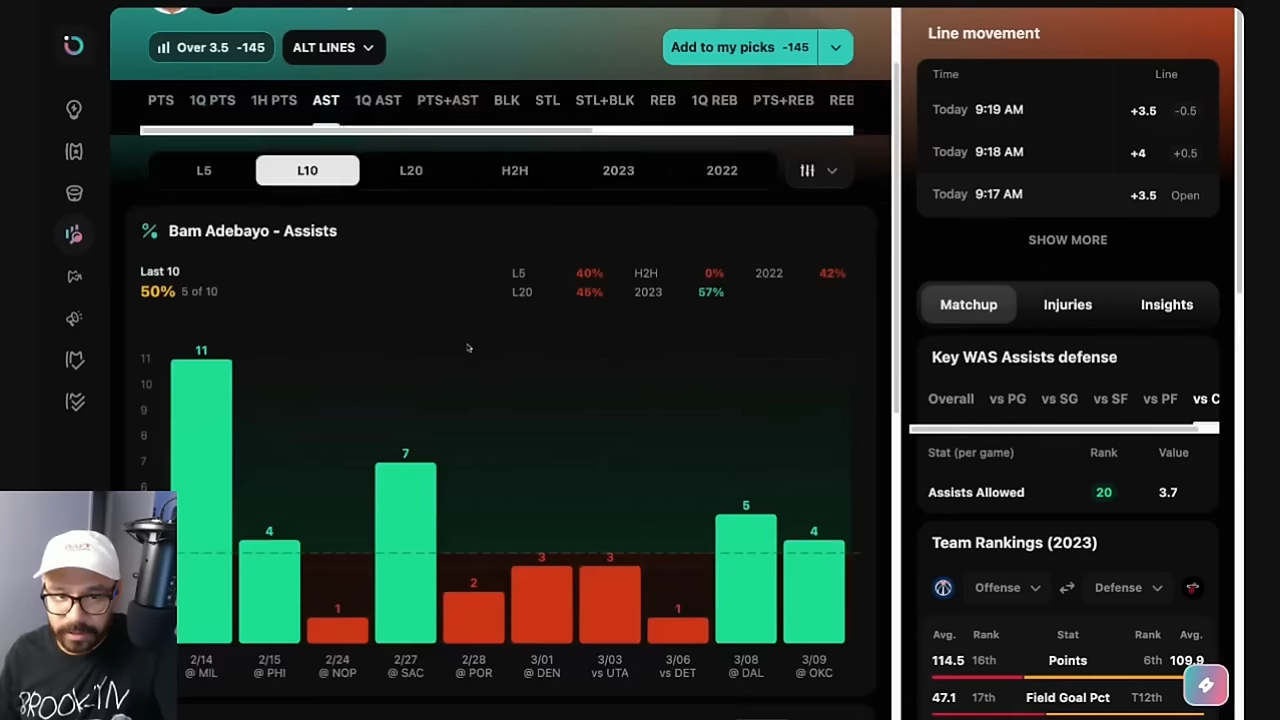 Over 3.5 -145
ALT LINES
Add to my picks -145
PTS 1Q PTS 1H PTS AST 1Q AST PTS+AST BLK STL STL+BLK REB 1Q REB PTS+REB REB
L5 L10 L20 H2H 2023 2022
Bam Adebayo - Assists
Last 10
50% 5 of 10
L5 40% H2H 0% 2022 42%
L20 45% 2023 57%
11
10
9
8
7
6
11
4
1
7
2
3
3
1
5
4
2/14 2/15 2/24 2/27 2/28 3/01 3/03 3/06 3/08 3/09
@ MIL @ PHI @ NOP @ SAC @ POR @ DEN vs UTA vs DET @ DAL @ OKC
Line movement
Time Line
Today 9:19 AM +3.5 -0.5
Today 9:18 AM +4 +0.5
Today 9:17 AM +3.5 Open
SHOW MORE
Matchup Injuries Insights
Key WAS Assists defense
Overall vs PG vs SG vs SF vs PF vs C
Stat (per game) Rank Value
Assists Allowed 20 3.7
Team Rankings (2023)
Offense Defense
Avg. Rank Stat Rank Avg.
114.5 16th Points 6th 109.9
47.1 17th Field Goal Pct T12th
BROOKLYN